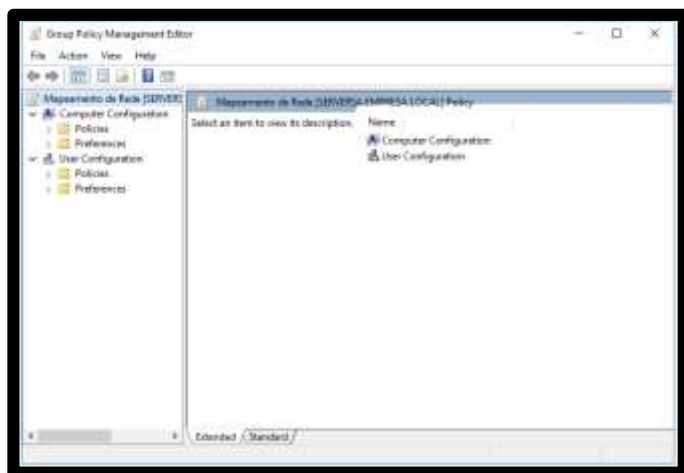 Group Policy Management Editor
File Action View Help
Mapeamento de Rede [SERVER1
Computer Configuration
Policies
Preferences
User Configuration
Policies
Preferences
Mapeamento de Rede [SERVER1.EMPRESA.LOCAL] Policy
Select an item to view its description.
Name
Computer Configuration
User Configuration
Extended / Standard /